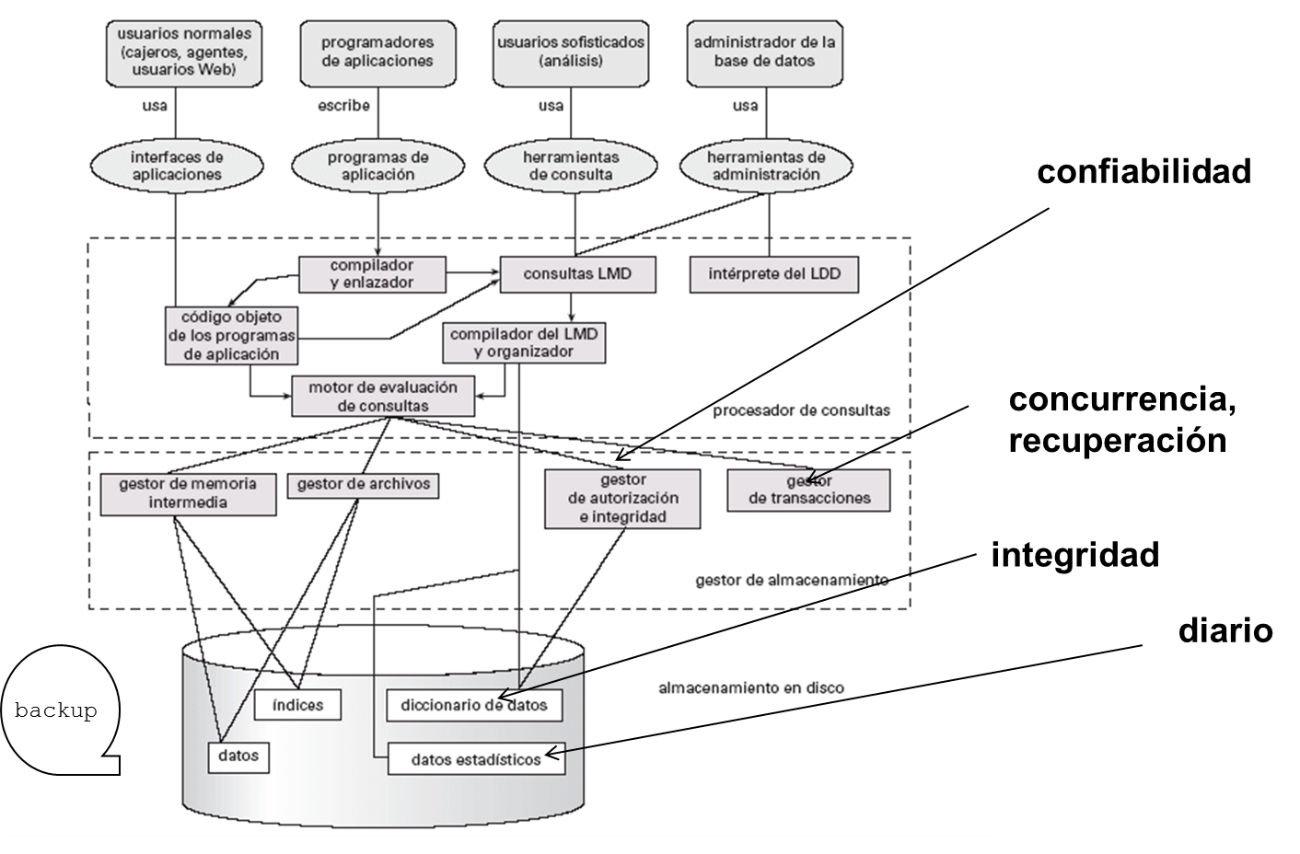 usuarios normales
(cajeros, agentes,
usuarios Web)
programadores
de aplicaciones
usuarios sofisticados
(análisis)
administrador de la
base de datos
usa
escribe
usa
usa
interfaces de
aplicaciones
programas de
aplicación
herramientas
de consulta
herramientas de
administración
confiabilidad
compilador
y enlazador
consultas LMD
intérprete del LDD
código objeto
de los programas
de aplicación
compilador del LMD
y organizador
motor de evaluación
de consultas
procesador de consultas
concurrencia,
recuperación
gestor de memoria
intermedia
gestor de archivos
gestor
de autorización
e integridad
gestor
de transacciones
integridad
gestor de almacenamiento
diario
almacenamiento en disco
backup
índices
diccionario de datos
datos
datos estadísticos